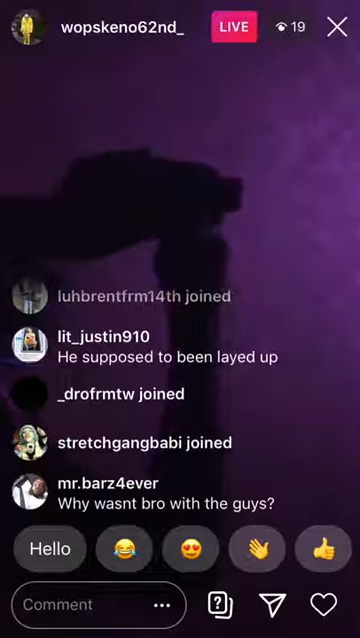 wopskeno62nd_
LIVE
19
luhbrentfrm14th joined
lit_justin910
He supposed to been layed up
_drofrmtw joined
stretchgangbabi joined
mr.barz4ever
Why wasnt bro with the guys?
Hello
Comment